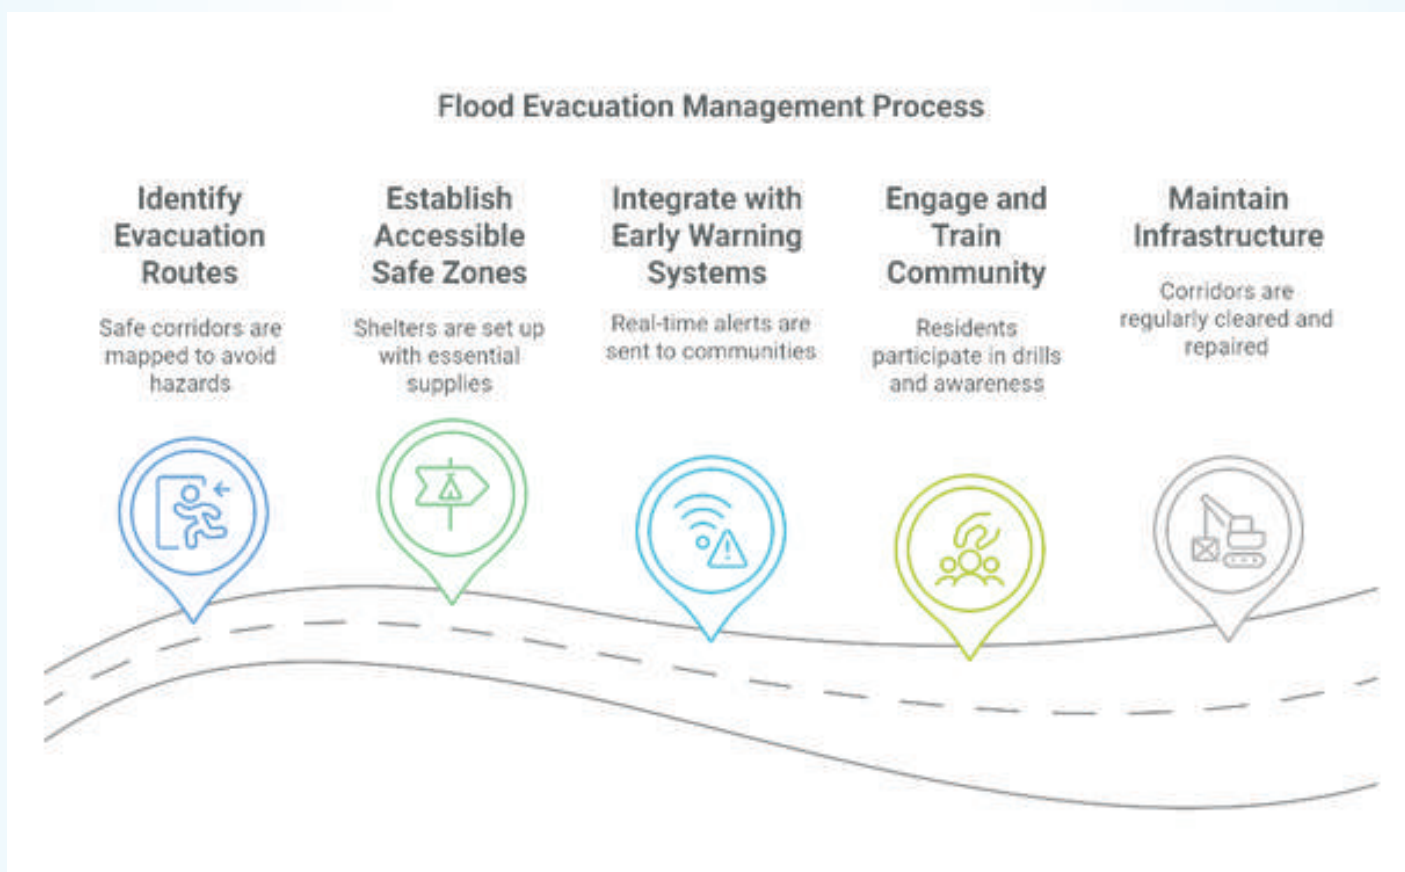 Flood Evacuation Management Process
Identify
Evacuation
Routes
Safe corridors are
mapped to avoid
hazards
Establish
Accessible
Safe Zones
Shelters are set up
with essential
supplies
Integrate with
Early Warning
Systems
Real-time alerts are
sent to communities
Engage and
Train
Community
Residents
participate in drills
and awareness
Maintain
Infrastructure
Corridors are
regularly cleared and
repaired